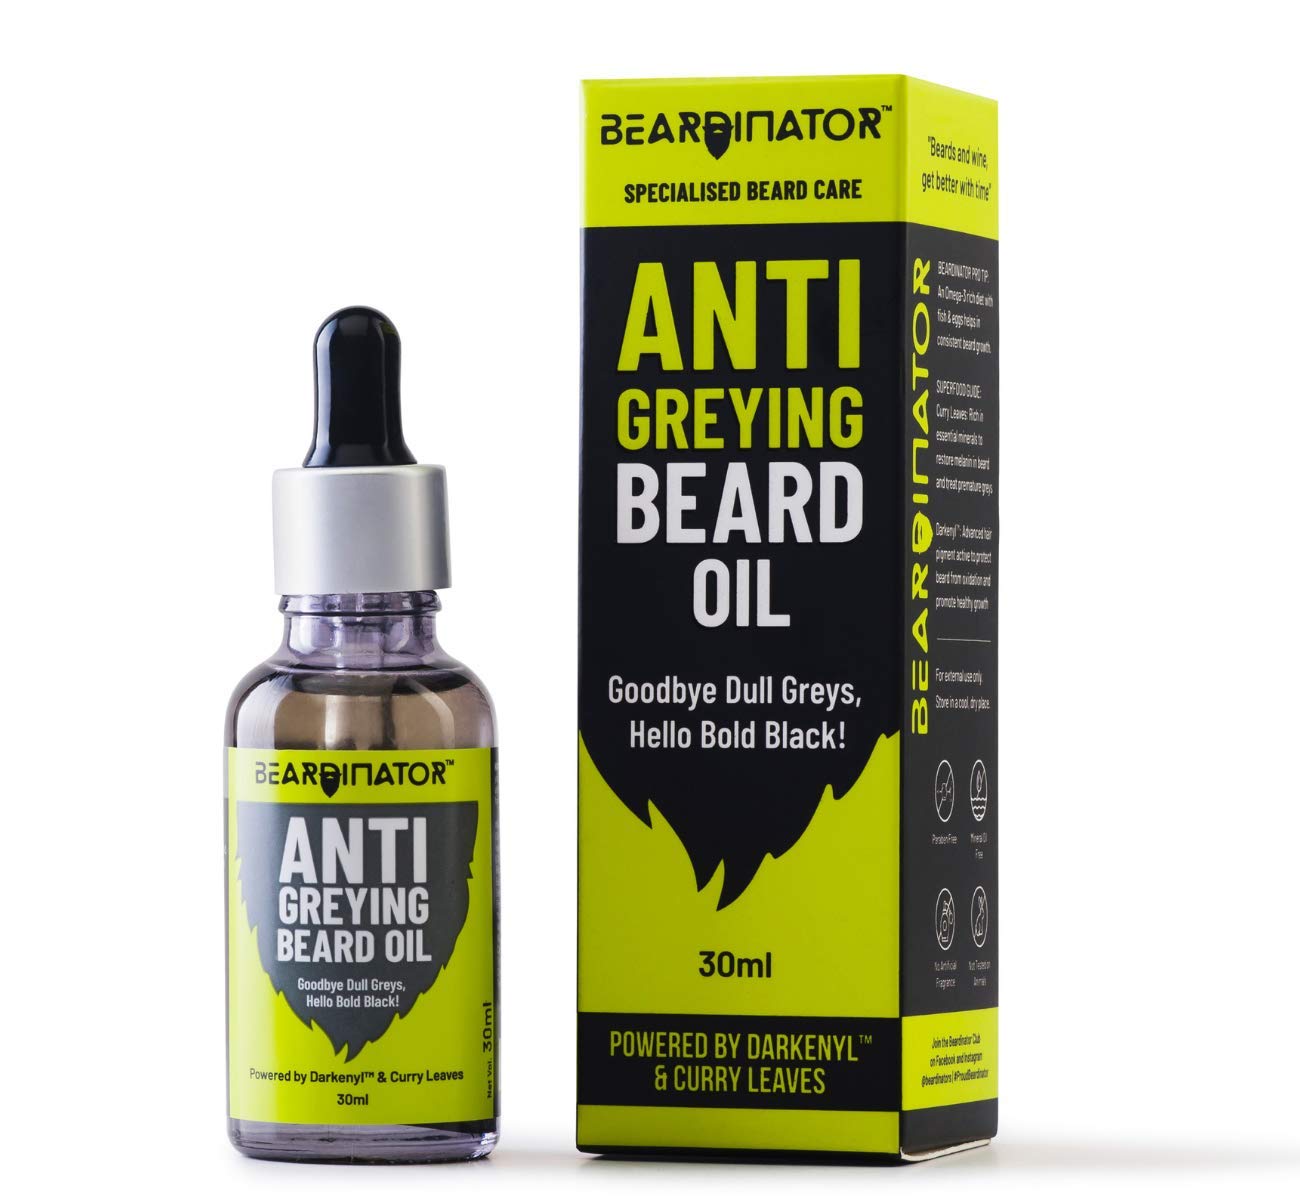 BEARDINATOR™
ANTI
GREYING
BEARD OIL
Goodbye Dull Greys,
Hello Bold Black!
Powered by Darkenyl™ & Curry Leaves
30ml
Net Vol. 30ml
BEARDINATOR™
SPECIALISED BEARD CARE
ANTI
GREYING
BEARD
OIL
Goodbye Dull Greys,
Hello Bold Black!
30ml
POWERED BY DARKENYL™
& CURRY LEAVES
"Beards and wine,
get better with time"
BEARDINATOR
BEARDINATOR PRO TIP:
An Omega-3 rich diet with
fish & eggs helps in
consistent beard growth.
SUPERFOOD GUIDE:
Curry Leaves: Rich in
essential minerals to
restore melanin in beard
and treat premature greys
Darkenyl™: Advanced hair
pigment active to protect
beard from oxidation and
promote healthy growth
For external use only.
Store in a cool, dry place.
Paraben Free
Mineral Oil
Free
No Artificial
Fragrance
Not Tested on
Animals
Join the Beardinator Club
on Facebook and Instagram
@beardinators | #ProudBeardinator